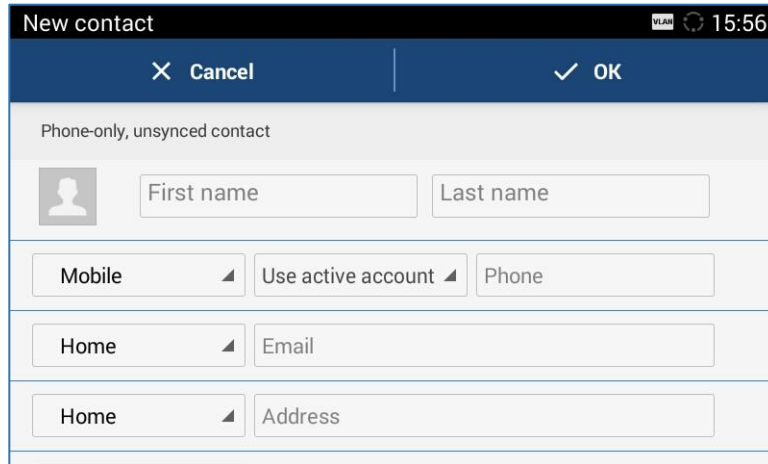 New contact VLAN 15:56
Cancel OK
Phone-only, unsynced contact
First name Last name
Mobile Use active account Phone
Home Email
Home Address